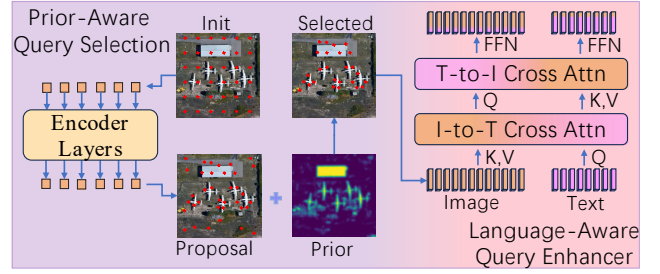 Prior-Aware
Query Selection
Init
Selected
Encoder
Layers
Proposal
Prior
FFN
FFN
T-to-I Cross Attn
Q
K,V
I-to-T Cross Attn
K,V
Q
Image
Text
Language-Aware
Query Enhancer